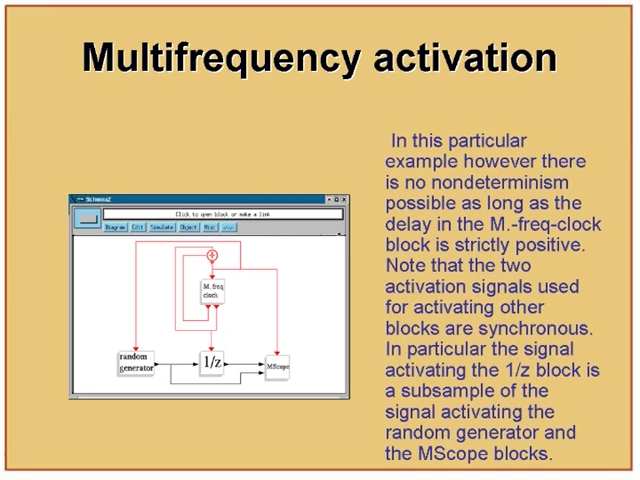 Multifrequency activation
In this particular
example however there
is no nondeterminism
possible as long as the
delay in the M.-freq-clock
block is strictly positive.
Note that the two
activation signals used
for activating other
blocks are synchronous.
In particular the signal
activating the 1/z block is
a subsample of the
signal activating the
random generator and
the MScope blocks.
Click to open block or make a link
Diagram Edit Simulate Object Misc
M. freq
clock
random
generator
1/z
MScope